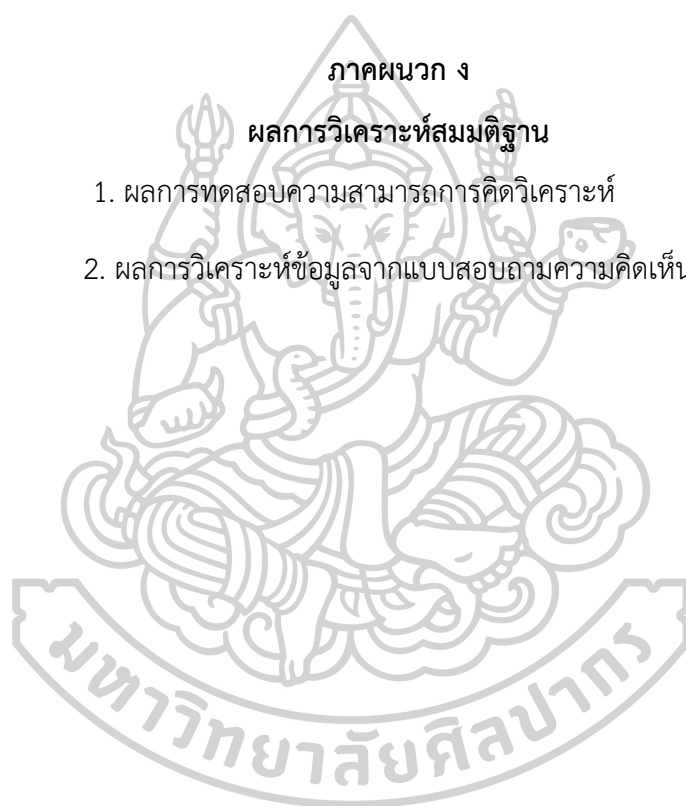 ภาคผนวก ง
ผลการวิเคราะห์สมมติฐาน
1. ผลการทดสอบความสามารถการคิดวิเคราะห์
2. ผลการวิเคราะห์ข้อมูลจากแบบสอบถามความคิดเห็น
มหาวิทยาลัยศิลปากร